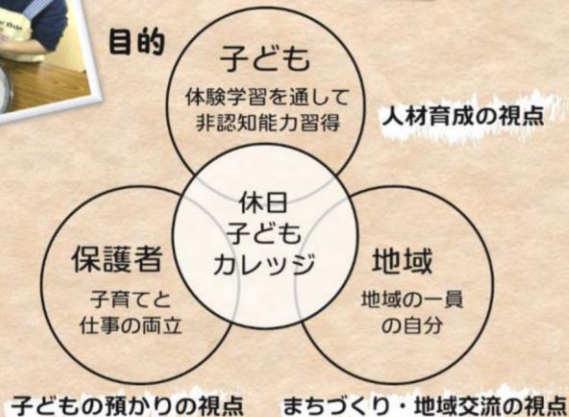 目的
子ども
体験学習を通して
非認知能力習得
人材育成の視点
休日
子ども
カレッジ
保護者
子育てと
仕事の両立
地域
地域の一員
の自分
子どもの預かりの視点
まちづくり・地域交流の視点